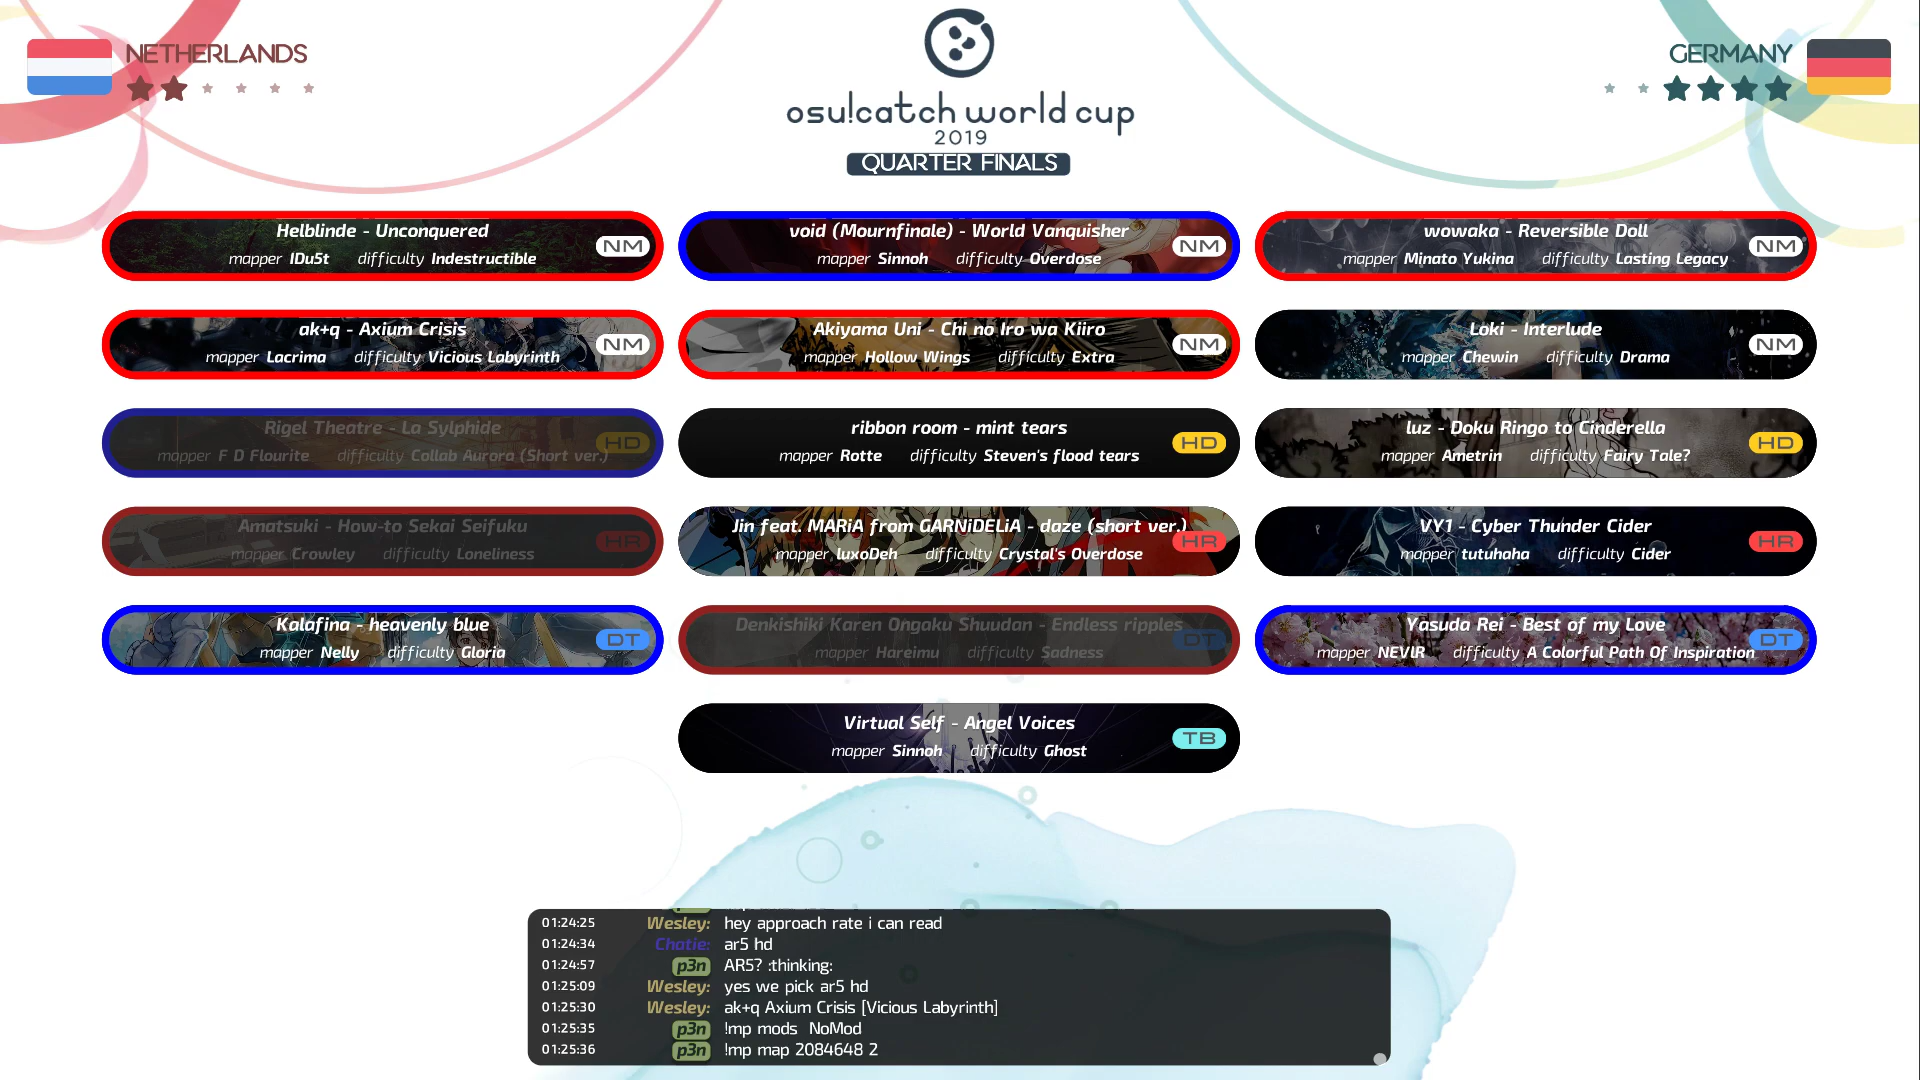 NETHERLANDS
GERMANY
osu!catch world cup
2019
QUARTER FINALS
Helblinde - Unconquered
mapper IDu5t difficulty Indestructible
NM
void (Mournfinale) - World Vanquisher
mapper Sinnoh difficulty Overdose
NM
wowaka - Reversible Doll
mapper Minato Yukina difficulty Lasting Legacy
NM
ak+q - Axium Crisis
mapper Lacrima difficulty Vicious Labyrinth
NM
Akiyama Uni - Chi no Iro wa Kiiro
mapper Hollow Wings difficulty Extra
NM
Loki - Interlude
mapper Chewin difficulty Drama
NM
Rigel Theatre - La Sylphide
mapper F D Flourite difficulty Collab Aurora (Short ver.)
HD
ribbon room - mint tears
mapper Rotte difficulty Steven's flood tears
HD
luz - Doku Ringo to Cinderella
mapper Ametrin difficulty Fairy Tale?
HD
Amatsuki - How-to Sekai Seifuku
mapper Crowley difficulty Loneliness
HR
Jin feat. MARiA from GARNiDELiA - daze (short ver.)
mapper luxoDeh difficulty Crystal's Overdose
HR
VY1 - Cyber Thunder Cider
mapper tutuhaha difficulty Cider
HR
Kalafina - heavenly blue
mapper Nelly difficulty Gloria
DT
Denkishiki Karen Ongaku Shuudan - Endless ripples
mapper Hareimu difficulty Sadness
DT
Yasuda Rei - Best of my Love
mapper NEVIR difficulty A Colorful Path Of Inspiration
DT
Virtual Self - Angel Voices
mapper Sinnoh difficulty Ghost
TB
01:24:25 Wesley: hey approach rate i can read
01:24:34 Chatie: ar5 hd
01:24:57 p3n AR5? :thinking:
01:25:09 Wesley: yes we pick ar5 hd
01:25:30 Wesley: ak+q Axium Crisis [Vicious Labyrinth]
01:25:35 p3n !mp mods NoMod
01:25:36 p3n !mp map 2084648 2